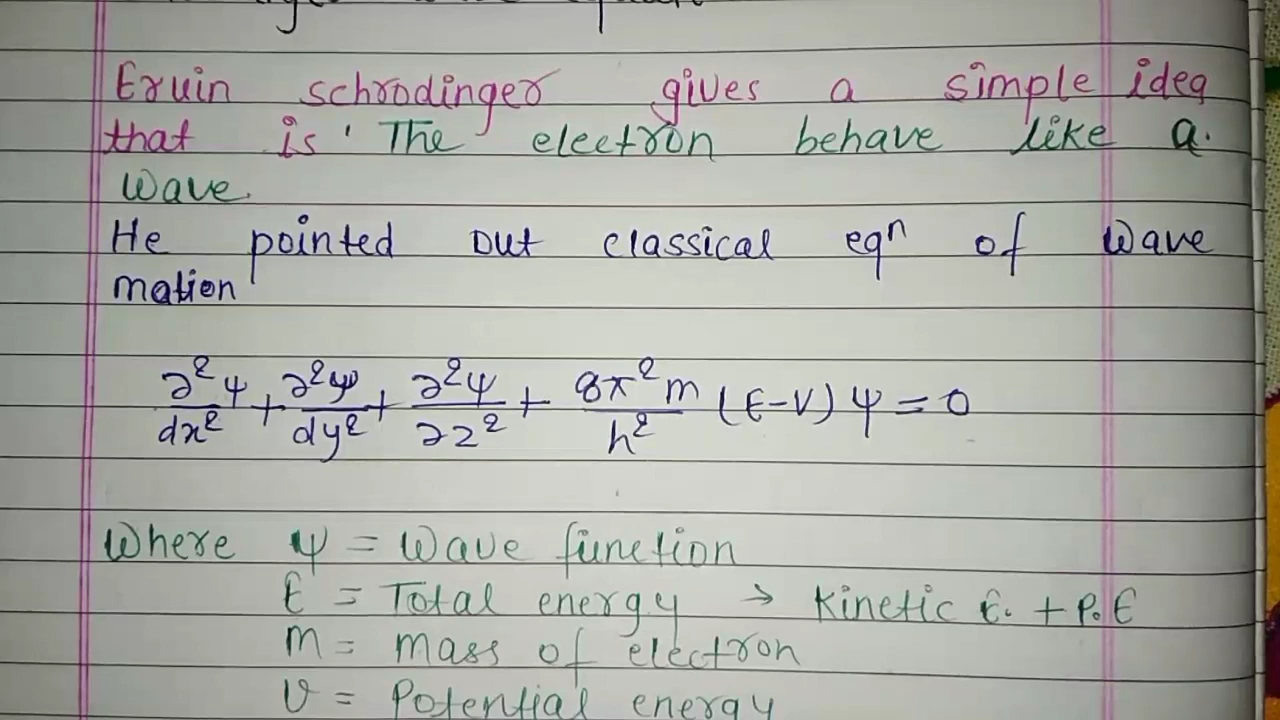 Eruin schrodinger gives a simple idea
that is' The electron behave like a.
wave.
He pointed out classical eqⁿ of wave
mation
∂²ψ/dx² + ∂²ψ/dy² + ∂²ψ/∂z² + 8π²m/h² (E-V) ψ = 0
Where ψ = Wave function
E = Total energy → Kinetic E. + P.E
m = mass of electron
V = Potential energy